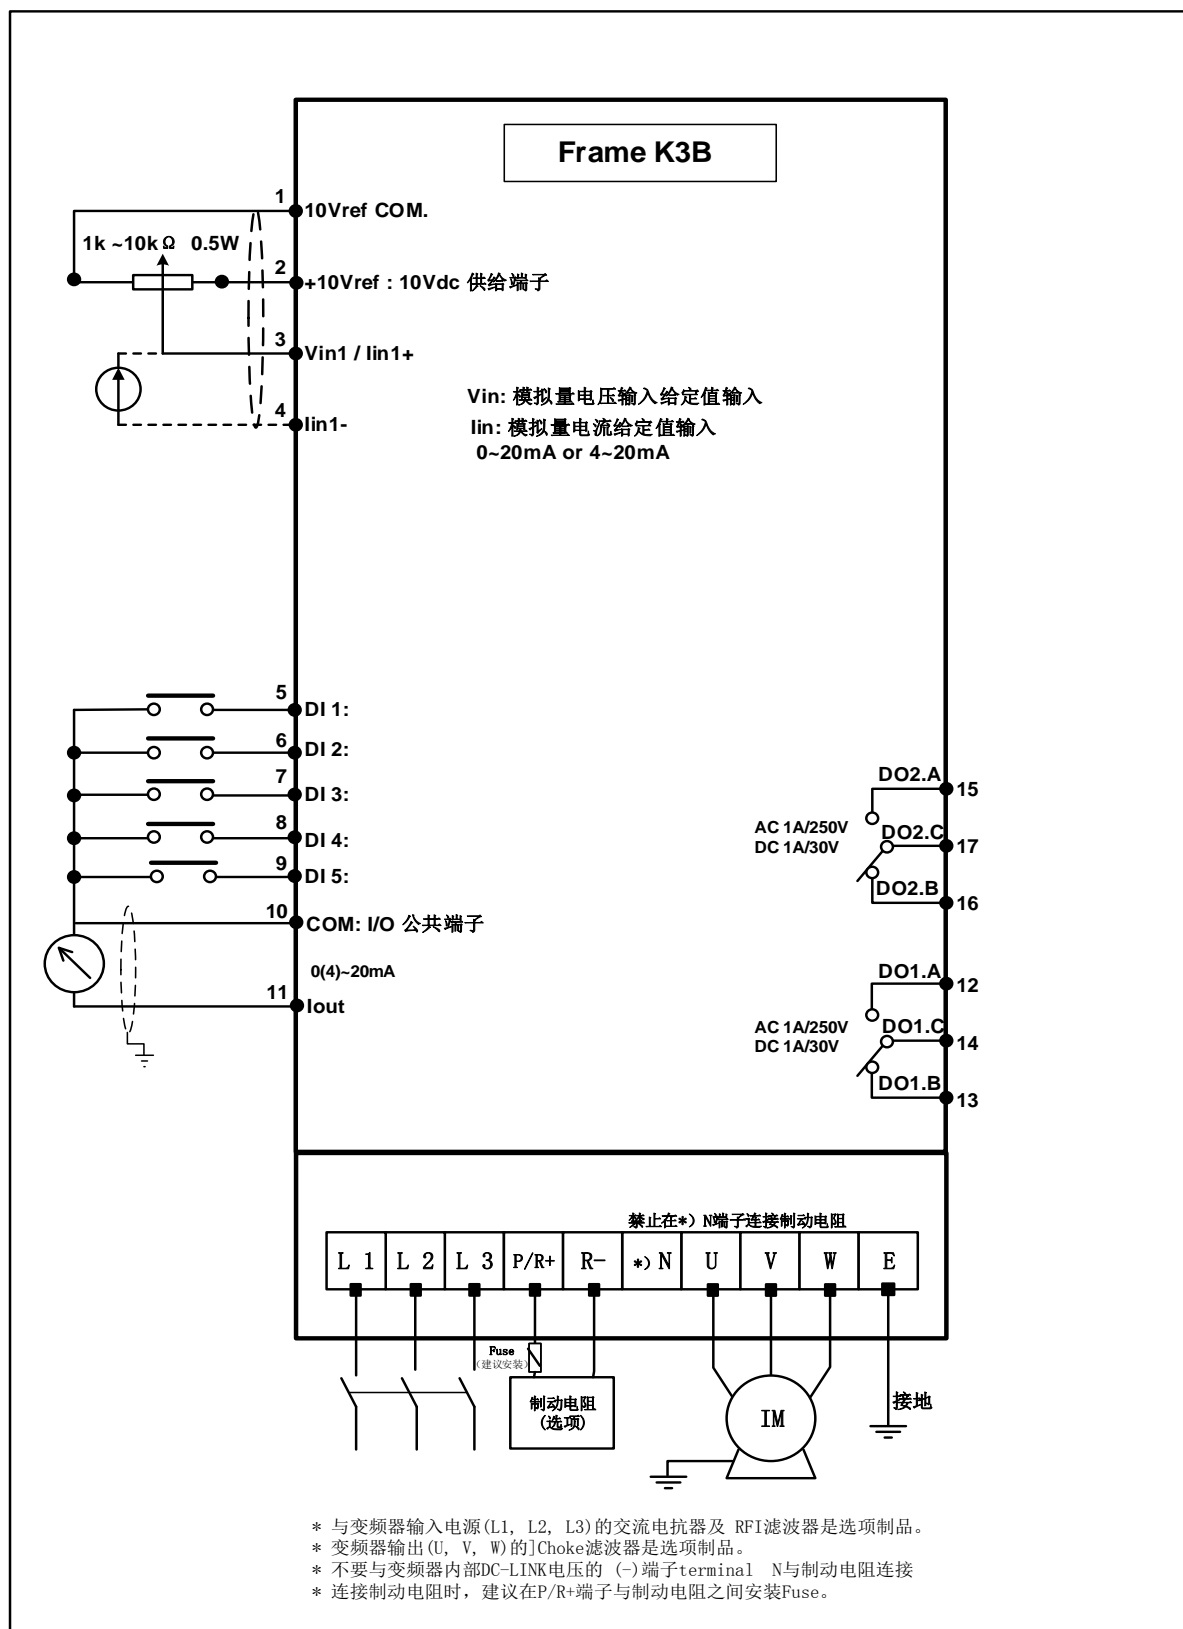 Frame K3B
1
10Vref COM.
1k ~10k Ω 0.5W
2
+10Vref : 10Vdc 供给端子
3
Vin1 / Iin1+
4
Iin1-
Vin: 模拟量电压输入给定值输入
Iin: 模拟量电流给定值输入
0~20mA or 4~20mA
5
DI 1:
6
DI 2:
7
DI 3:
8
DI 4:
9
DI 5:
10
COM: I/O 公共端子
0(4)~20mA
11
Iout
DO2.A
15
AC 1A/250V
DC 1A/30V
DO2.C
17
DO2.B
16
DO1.A
12
AC 1A/250V
DC 1A/30V
DO1.C
14
DO1.B
13
禁止在*) N端子连接制动电阻
L 1 L 2 L 3 P/R+ R- *) N U V W E
Fuse
(建议安装)
制动电阻
(选项)
IM
接地
* 与变频器输入电源(L1, L2, L3)的交流电抗器及 RFI滤波器是选项制品。
* 变频器输出(U, V, W)的]Choke滤波器是选项制品。
* 不要与变频器内部DC-LINK电压的 (-)端子terminal N与制动电阻连接
* 连接制动电阻时，建议在P/R+端子与制动电阻之间安装Fuse。